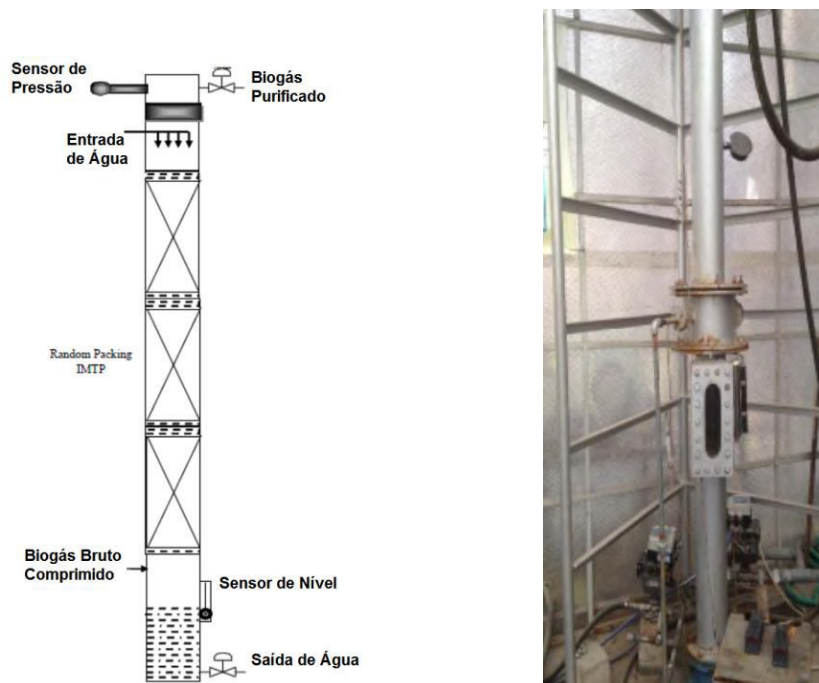 Sensor de
Pressão
Biogás
Purificado
Entrada
de Água
Random Packing
IMTP
Biogás Bruto
Comprimido
Sensor de Nível
Saída de Água